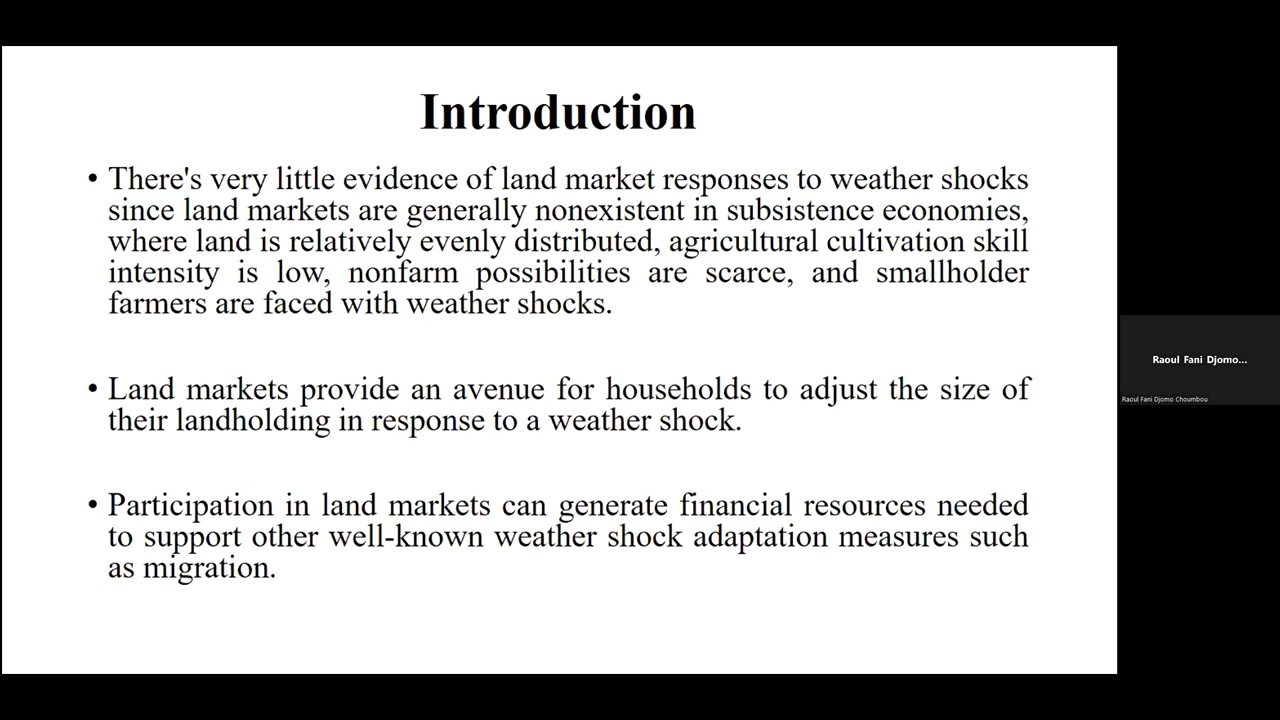 Introduction
• There's very little evidence of land market responses to weather shocks
since land markets are generally nonexistent in subsistence economies,
where land is relatively evenly distributed, agricultural cultivation skill
intensity is low, nonfarm possibilities are scarce, and smallholder
farmers are faced with weather shocks.
• Land markets provide an avenue for households to adjust the size of
their landholding in response to a weather shock.
• Participation in land markets can generate financial resources needed
to support other well-known weather shock adaptation measures such
as migration.
Raoul Fani Djomo...
Raoul Fani Djomo Choumbou